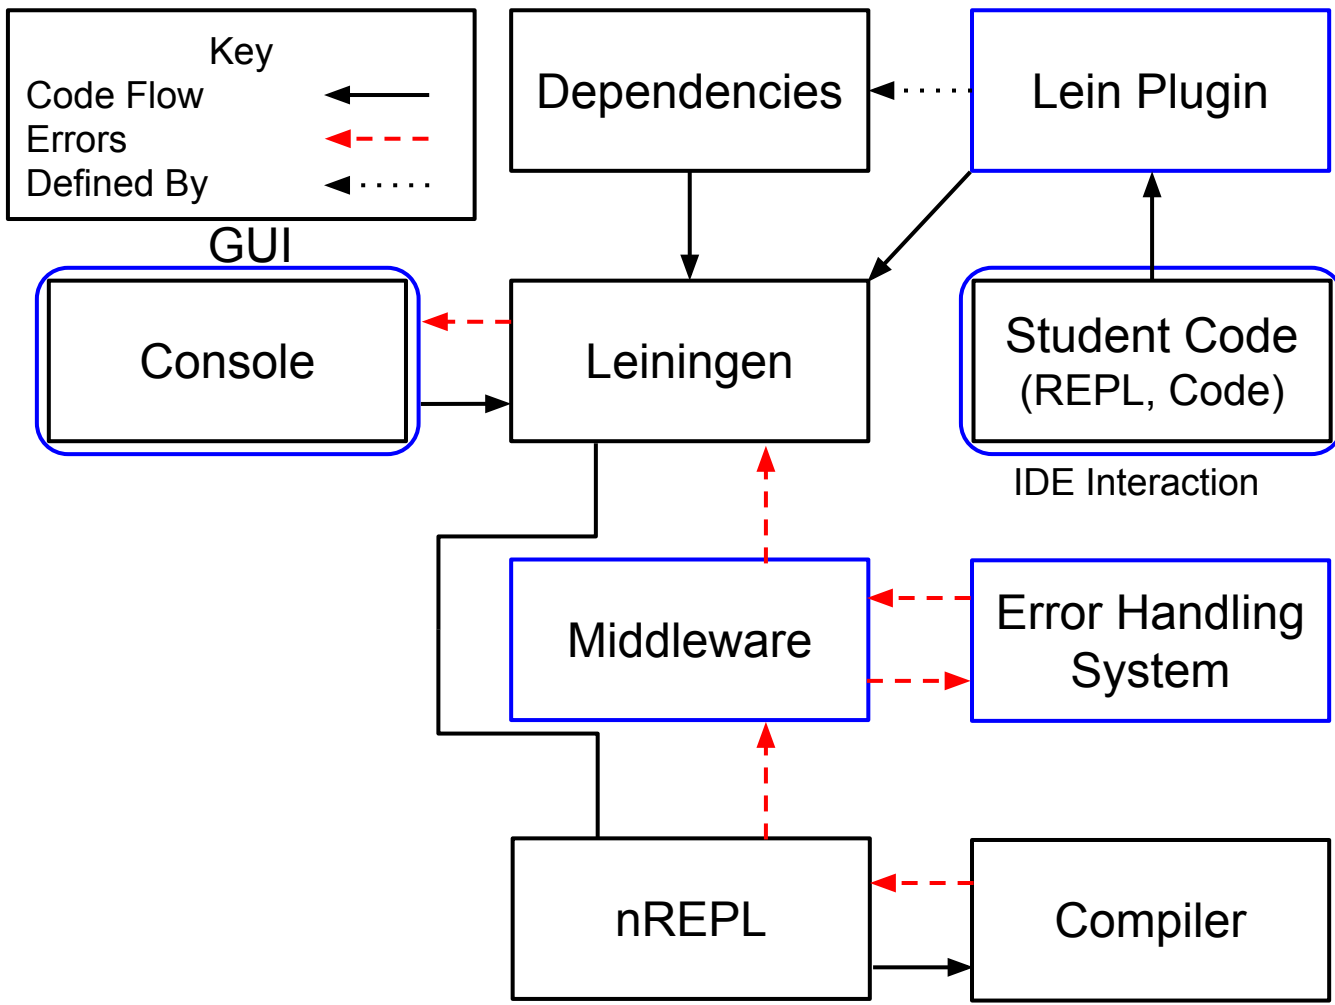 Key
Code Flow
Errors
Defined By
Dependencies
Lein Plugin
GUI
Console
Leiningen
Student Code
(REPL, Code)
IDE Interaction
Middleware
Error Handling
System
nREPL
Compiler